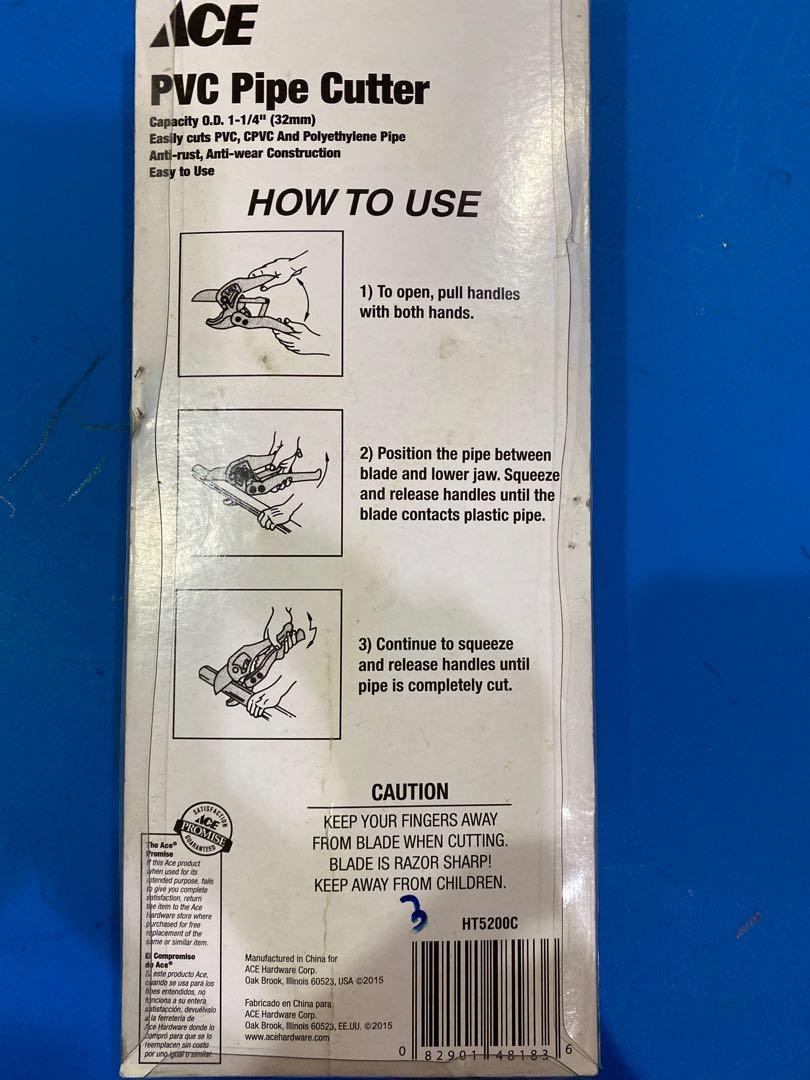 ACE
PVC Pipe Cutter
Capacity O.D. 1-1/4" (32mm)
Easily cuts PVC, CPVC And Polyethylene Pipe
Anti-rust, Anti-wear Construction
Easy to Use
HOW TO USE
1) To open, pull handles
with both hands.
2) Position the pipe between
blade and lower jaw. Squeeze
and release handles until the
blade contacts plastic pipe.
3) Continue to squeeze
and release handles until
pipe is completely cut.
CAUTION
KEEP YOUR FINGERS AWAY
FROM BLADE WHEN CUTTING.
BLADE IS RAZOR SHARP!
KEEP AWAY FROM CHILDREN.
3
HT5200C
SATISFACTION
ACE
PROMISE
GUARANTEED
The Ace®
Promise
If this Ace product
when used for its
intended purpose, fails
to give you complete
satisfaction, return
the item to the Ace
Hardware store where
purchased for free
replacement of the
same or similar item.
El Compromiso
de Ace®
Si este producto Ace,
cuando se usa para los
fines entendidos, no
funciona a su entera
satisfacción, devuélvalo
a la ferretería de
Ace Hardware donde lo
compró para que se lo
reemplacen sin costo
por uno igual o similar.
Manufactured in China for
ACE Hardware Corp.
Oak Brook, Illinois 60523, USA ©2015
Fabricado en China para
ACE Hardware Corp.
Oak Brook, Illinois 60523, EE.UU. ©2015
www.acehardware.com
0 82901 48183 6